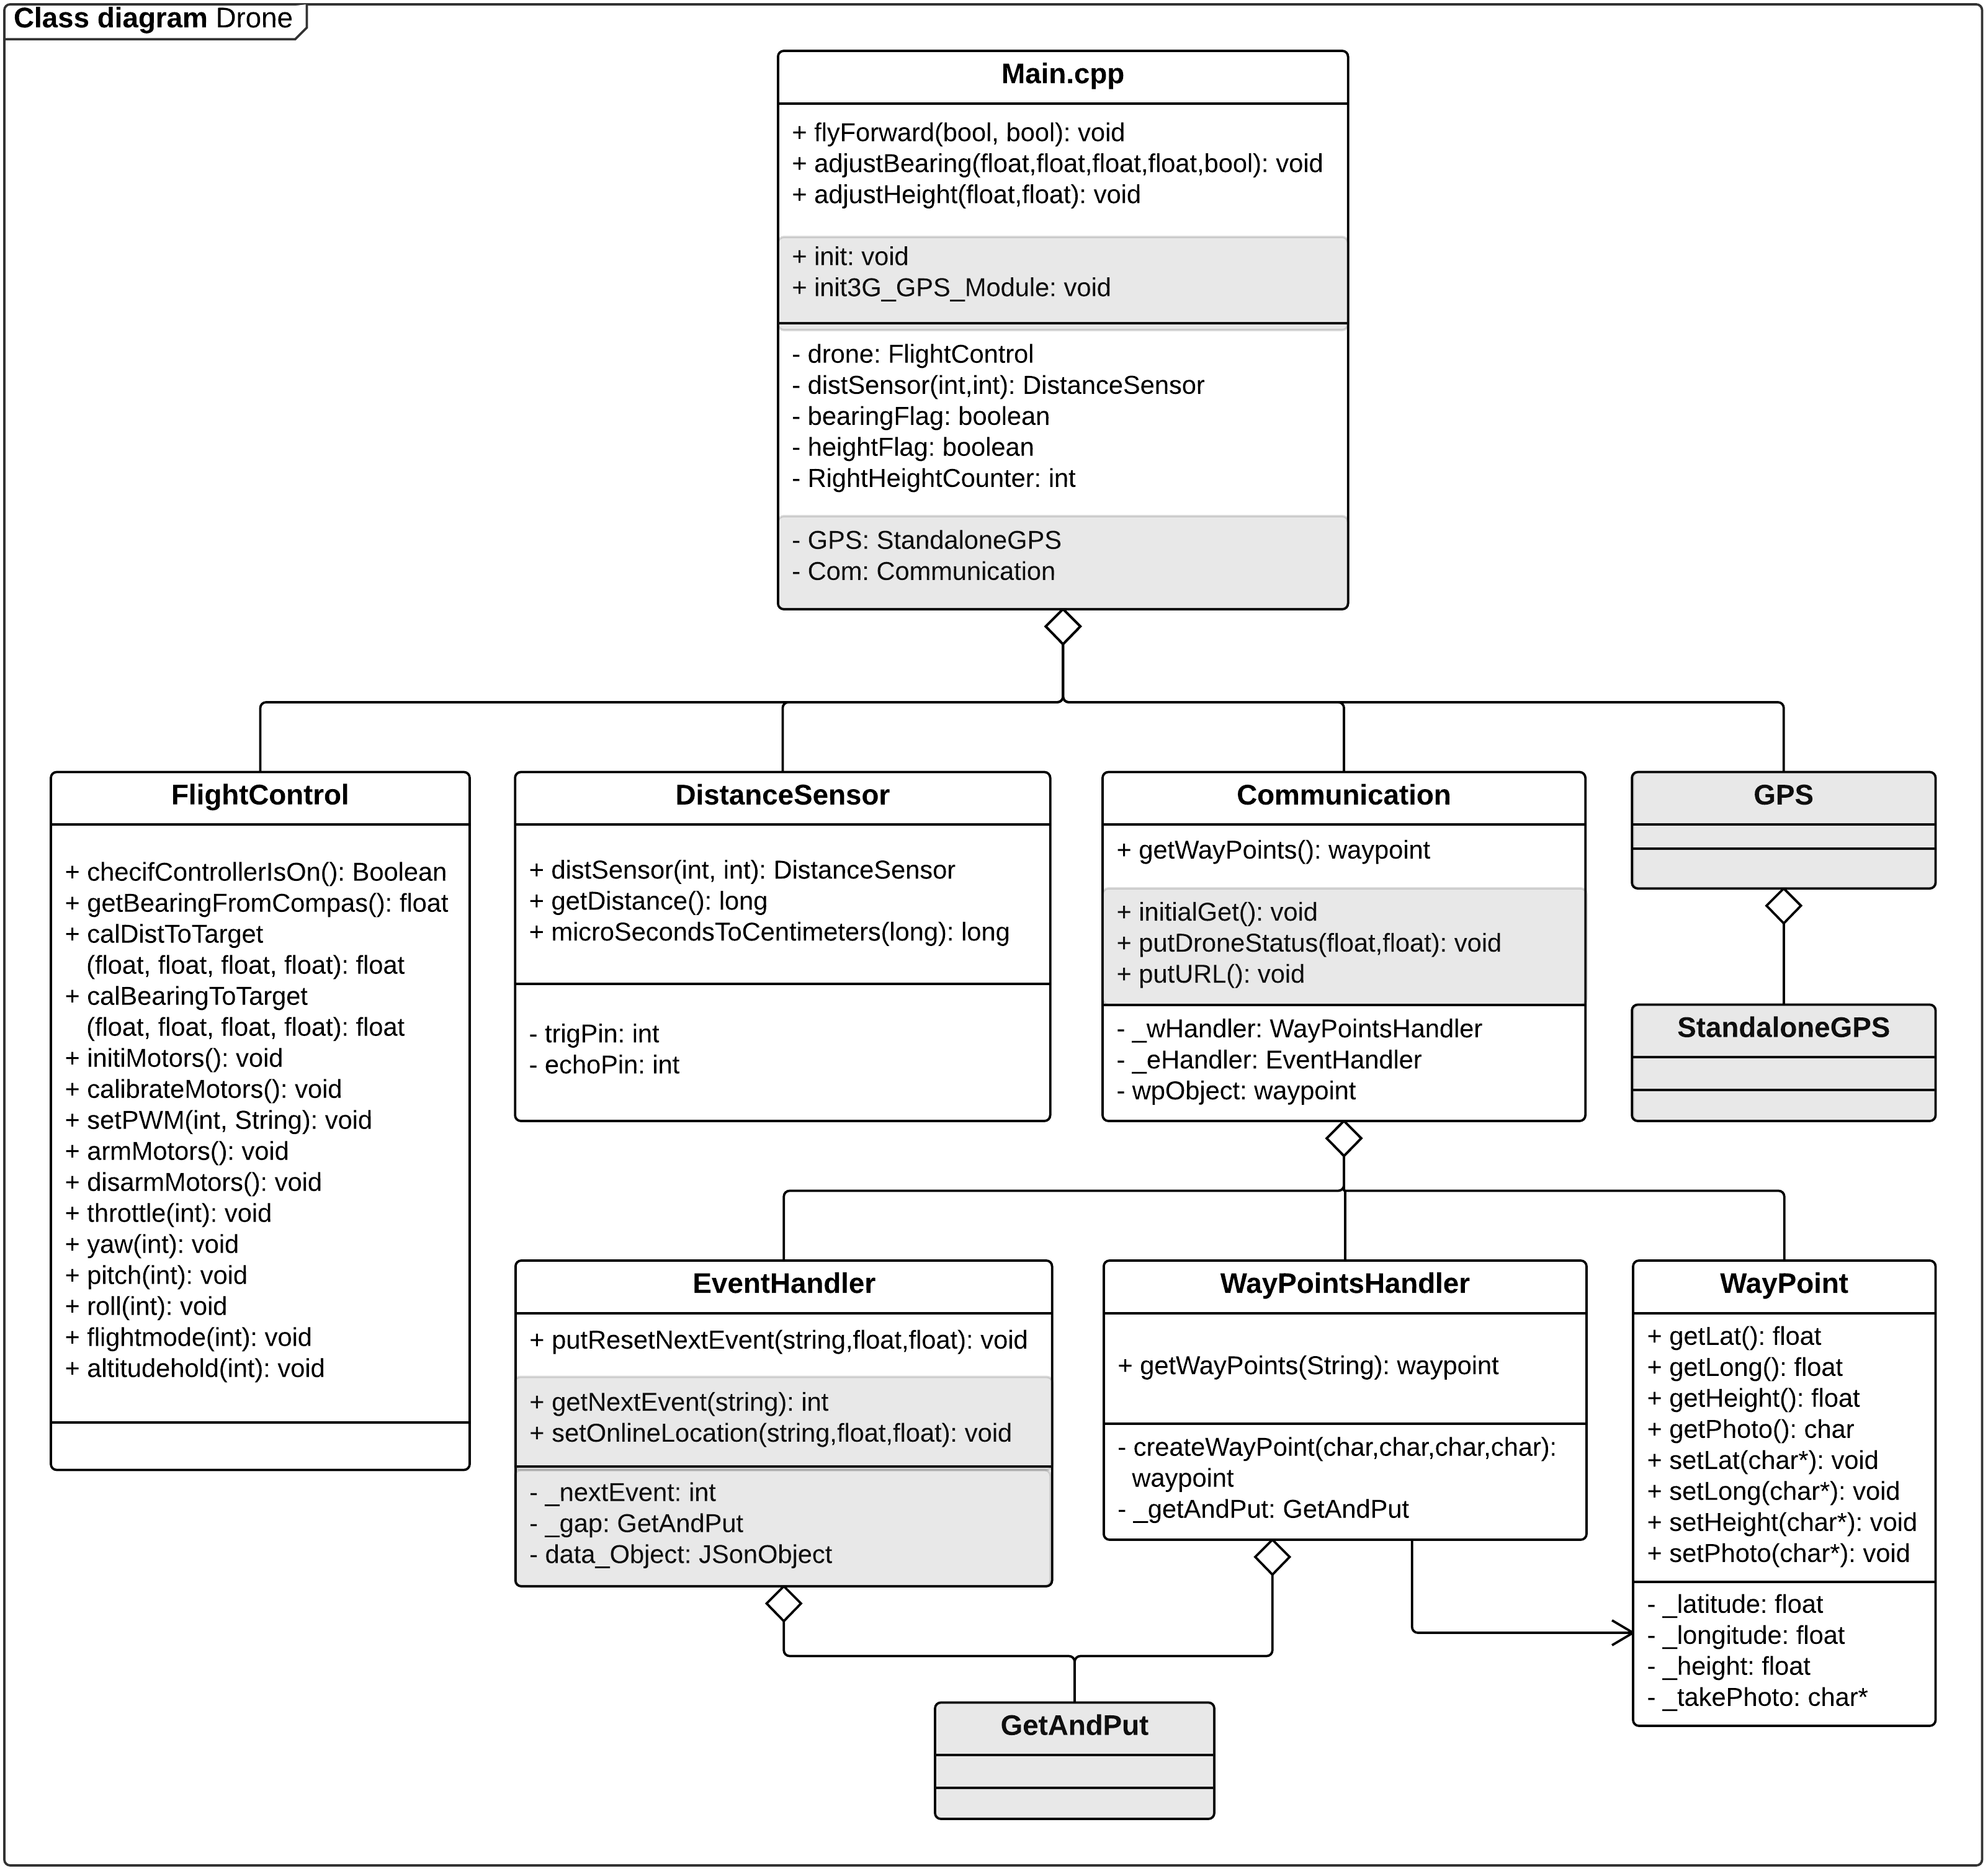 Class diagram Drone
Main.cpp
+ flyForward(bool, bool): void
+ adjustBearing(float,float,float,float,bool): void
+ adjustHeight(float,float): void
+ init: void
+ init3G_GPS_Module: void
- drone: FlightControl
- distSensor(int,int): DistanceSensor
- bearingFlag: boolean
- heightFlag: boolean
- RightHeightCounter: int
- GPS: StandaloneGPS
- Com: Communication
FlightControl
+ checifControllerIsOn(): Boolean
+ getBearingFromCompas(): float
+ calDistToTarget
(float, float, float, float): float
+ calBearingToTarget
(float, float, float, float): float
+ initiMotors(): void
+ calibrateMotors(): void
+ setPWM(int, String): void
+ armMotors(): void
+ disarmMotors(): void
+ throttle(int): void
+ yaw(int): void
+ pitch(int): void
+ roll(int): void
+ flightmode(int): void
+ altitudehold(int): void
DistanceSensor
+ distSensor(int, int): DistanceSensor
+ getDistance(): long
+ microSecondsToCentimeters(long): long
- trigPin: int
- echoPin: int
Communication
+ getWayPoints(): waypoint
+ initialGet(): void
+ putDroneStatus(float,float): void
+ putURL(): void
- _wHandler: WayPointsHandler
- _eHandler: EventHandler
- wpObject: waypoint
GPS
StandaloneGPS
EventHandler
+ putResetNextEvent(string,float,float): void
+ getNextEvent(string): int
+ setOnlineLocation(string,float,float): void
- _nextEvent: int
- _gap: GetAndPut
- data_Object: JSonObject
WayPointsHandler
+ getWayPoints(String): waypoint
- createWayPoint(char,char,char,char):
waypoint
- _getAndPut: GetAndPut
WayPoint
+ getLat(): float
+ getLong(): float
+ getHeight(): float
+ getPhoto(): char
+ setLat(char*): void
+ setLong(char*): void
+ setHeight(char*): void
+ setPhoto(char*): void
- _latitude: float
- _longitude: float
- _height: float
- _takePhoto: char*
GetAndPut